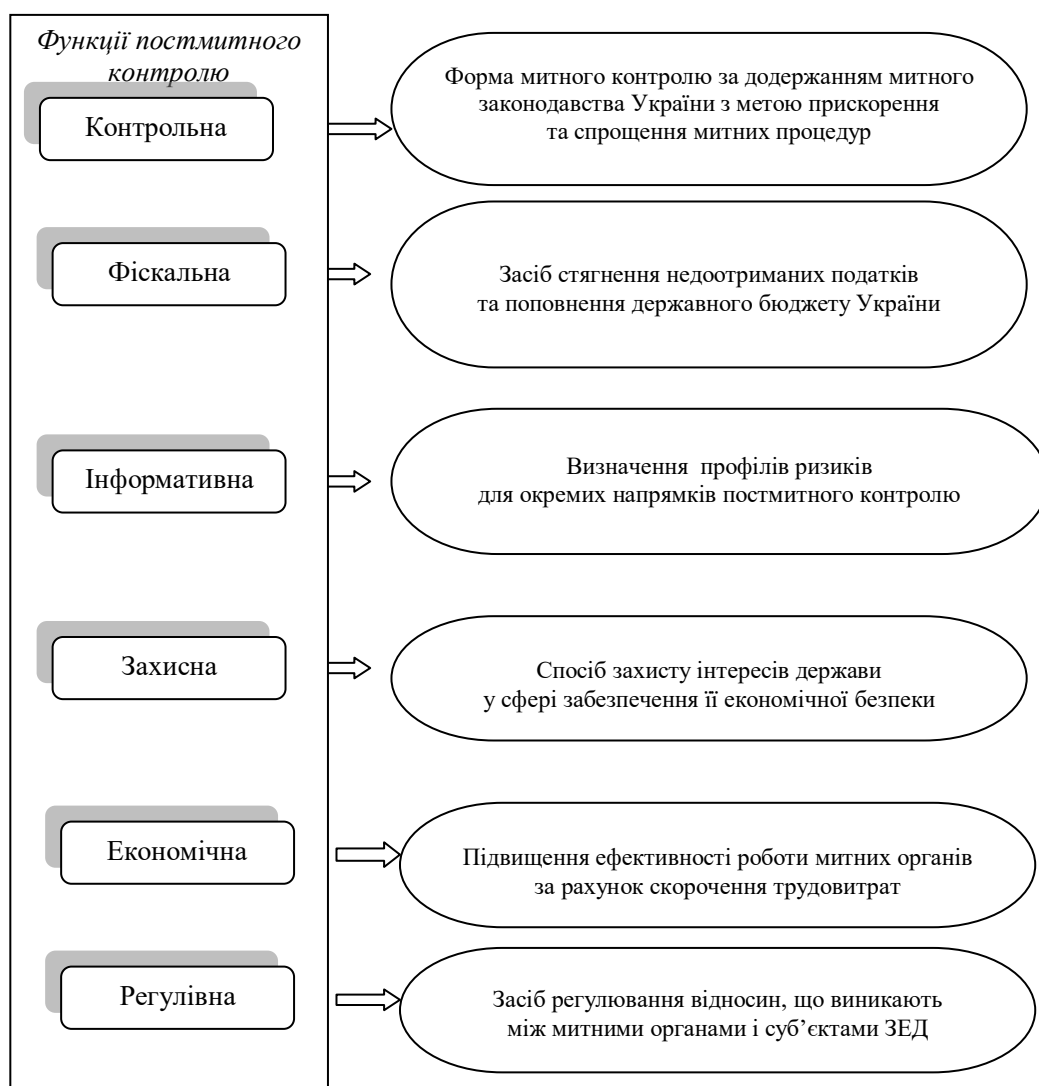 Функції постмитного
контролю
Контрольна
Форма митного контролю за додержанням митного
законодавства України з метою прискорення
та спрощення митних процедур
Фіскальна
Засіб стягнення недоотриманих податків
та поповнення державного бюджету України
Інформативна
Визначення профілів ризиків
для окремих напрямків постмитного контролю
Захисна
Спосіб захисту інтересів держави
у сфері забезпечення її економічної безпеки
Економічна
Підвищення ефективності роботи митних органів
за рахунок скорочення трудовитрат
Регулівна
Засіб регулювання відносин, що виникають
між митними органами і суб’єктами ЗЕД